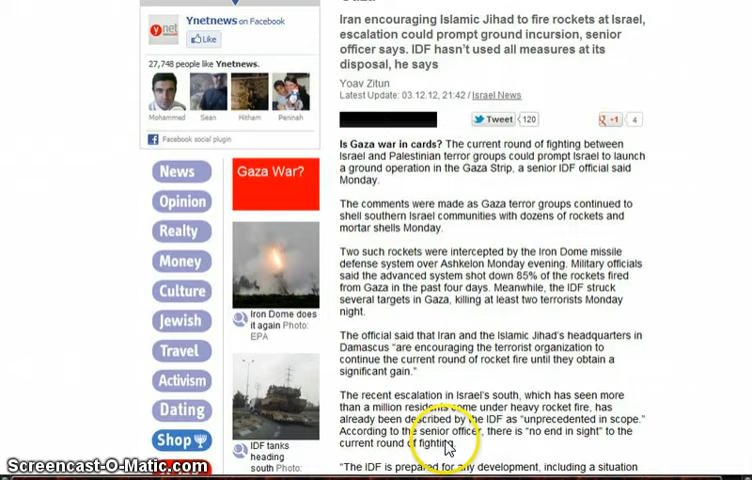 Iran encouraging Islamic Jihad to fire rockets at Israel,
escalation could prompt ground incursion, senior
officer says. IDF hasn't used all measures at its
disposal, he says
Yoav Zitun
Latest Update: 03.12.12, 21:42 / Israel News
Tweet 120
+1 4
ynet
Ynetnews on Facebook
Like
27,748 people like Ynetnews.
Mohammed Sean Hitham Peninah
Facebook social plugin
News
Opinion
Realty
Money
Culture
Jewish
Travel
Activism
Dating
Shop
Gaza War?
Iron Dome does
it again Photo:
EPA
IDF tanks
heading
south Photo:
Is Gaza war in cards? The current round of fighting between
Israel and Palestinian terror groups could prompt Israel to launch
a ground operation in the Gaza Strip, a senior IDF official said
Monday.
The comments were made as Gaza terror groups continued to
shell southern Israel communities with dozens of rockets and
mortar shells Monday.
Two such rockets were intercepted by the Iron Dome missile
defense system over Ashkelon Monday evening. Military officials
said the advanced system shot down 85% of the rockets fired
from Gaza in the past four days. Meanwhile, the IDF struck
several targets in Gaza, killing at least two terrorists Monday
night.
The official said that Iran and the Islamic Jihad's headquarters in
Damascus "are encouraging the terrorist organization to
continue the current round of rocket fire until they obtain a
significant gain."
The recent escalation in Israel's south, which has seen more
than a million residents come under heavy rocket fire, has
already been described by the IDF as "unprecedented in scope."
According to the senior officer, there is "no end in sight" to the
current round of fighting.
"The IDF is prepared for any development, including a situation
Screencast-O-Matic.com